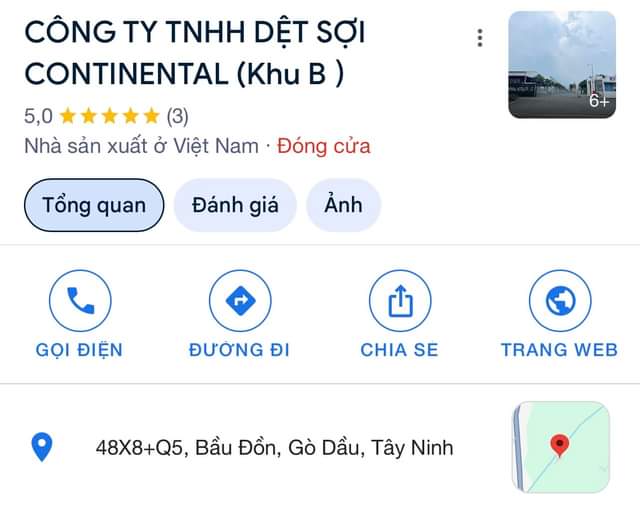 CÔNG TY TNHH DỆT SỢI
CONTINENTAL (Khu B )
5,0 (3)
Nhà sản xuất ở Việt Nam · Đóng cửa
6+
Tổng quan
Đánh giá
Ảnh
GỌI ĐIỆN
ĐƯỜNG ĐI
CHIA SẺ
TRANG WEB
48X8+Q5, Bầu Đồn, Gò Dầu, Tây Ninh